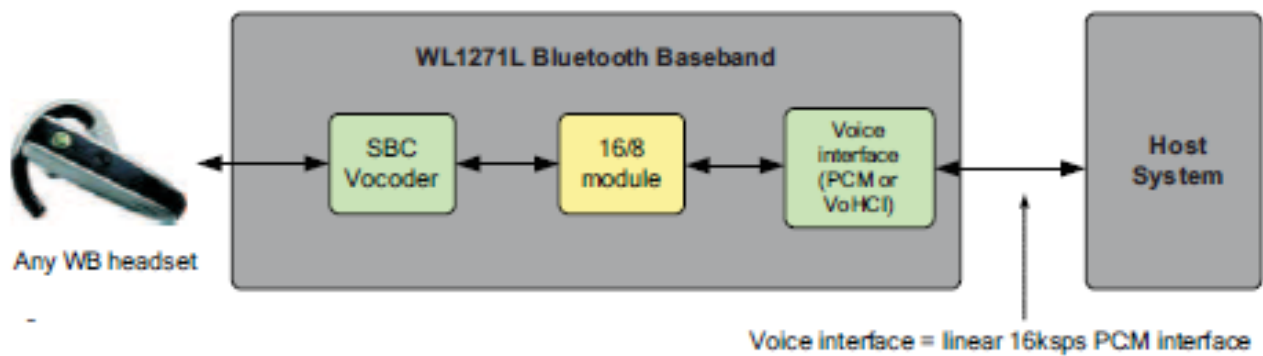 WL1271L Bluetooth Baseband
SBC
Vocoder
16/8
module
Voice
interface
(PCM or
VoHCI)
Host
System
Any WB headset
-
Voice interface = linear 16ksps PCM interface